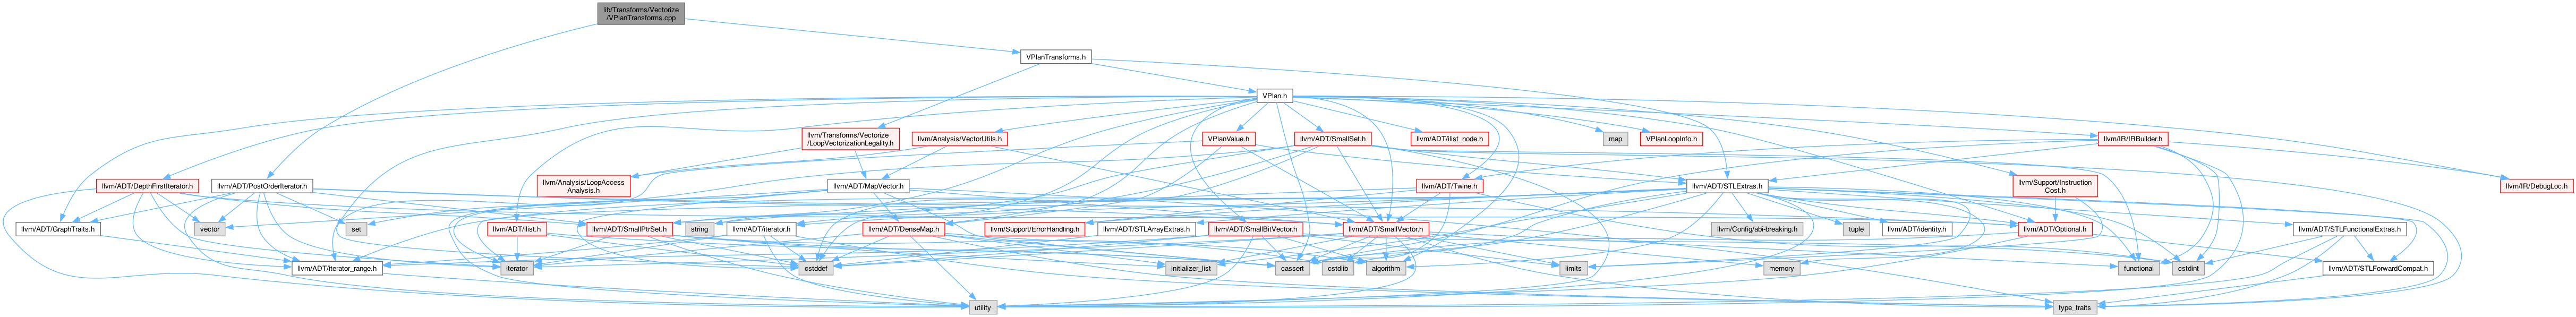 lib/Transforms/Vectorize
/VPlanTransforms.cpp
VPlanTransforms.h
VPlan.h
llvm/Transforms/Vectorize
/LoopVectorizationLegality.h
llvm/Analysis/VectorUtils.h
VPlanValue.h
llvm/ADT/SmallSet.h
llvm/ADT/ilist_node.h
map
VPlanLoopInfo.h
llvm/IR/IRBuilder.h
llvm/ADT/DepthFirstIterator.h
llvm/ADT/PostOrderIterator.h
llvm/Analysis/LoopAccess
Analysis.h
llvm/ADT/MapVector.h
llvm/ADT/Twine.h
llvm/ADT/STLExtras.h
llvm/Support/Instruction
Cost.h
llvm/IR/DebugLoc.h
llvm/ADT/GraphTraits.h
vector
set
llvm/ADT/ilist.h
llvm/ADT/SmallPtrSet.h
string
llvm/ADT/iterator.h
llvm/ADT/DenseMap.h
llvm/Support/ErrorHandling.h
llvm/ADT/STLArrayExtras.h
llvm/ADT/SmallBitVector.h
llvm/ADT/SmallVector.h
llvm/Config/abi-breaking.h
tuple
llvm/ADT/identity.h
llvm/ADT/Optional.h
llvm/ADT/STLFunctionalExtras.h
llvm/ADT/iterator_range.h
iterator
cstddef
initializer_list
cassert
cstdlib
algorithm
limits
memory
functional
cstdint
llvm/ADT/STLForwardCompat.h
utility
type_traits